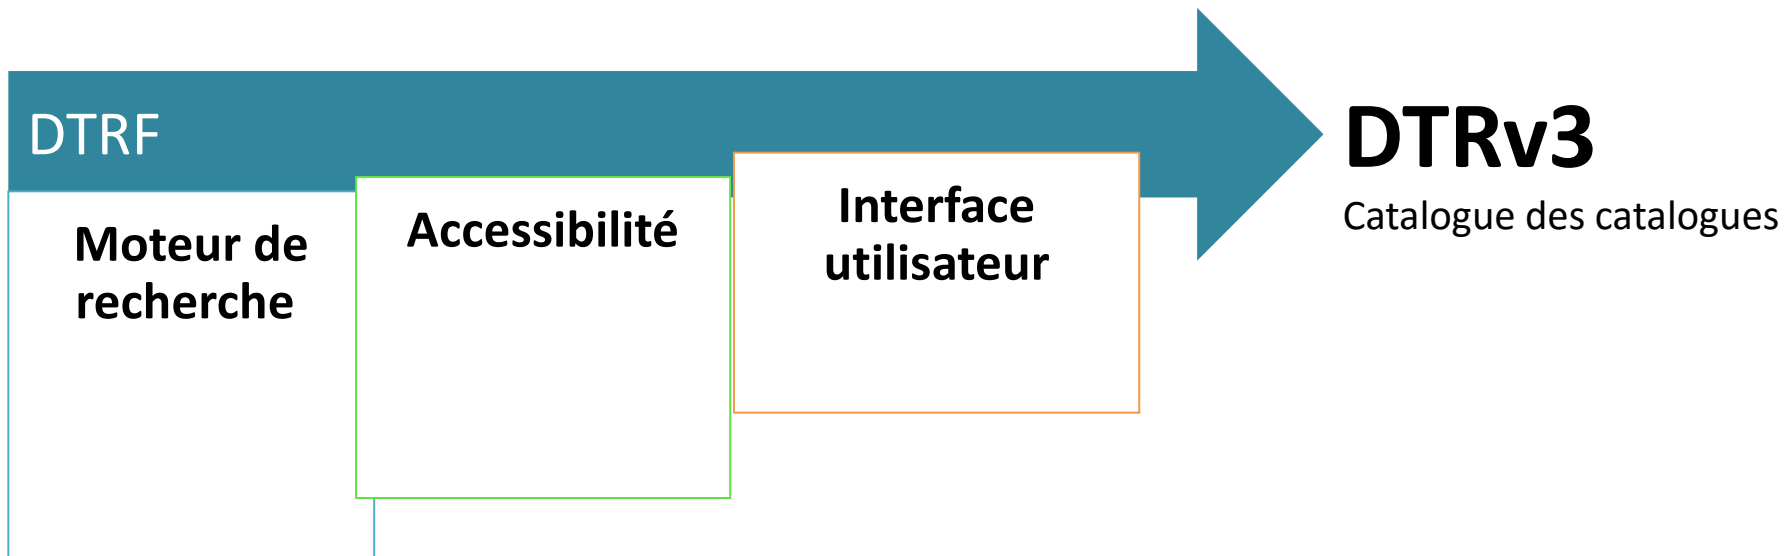 DTRF
Moteur de
recherche
Accessibilité
Interface
utilisateur
DTRv3
Catalogue des catalogues